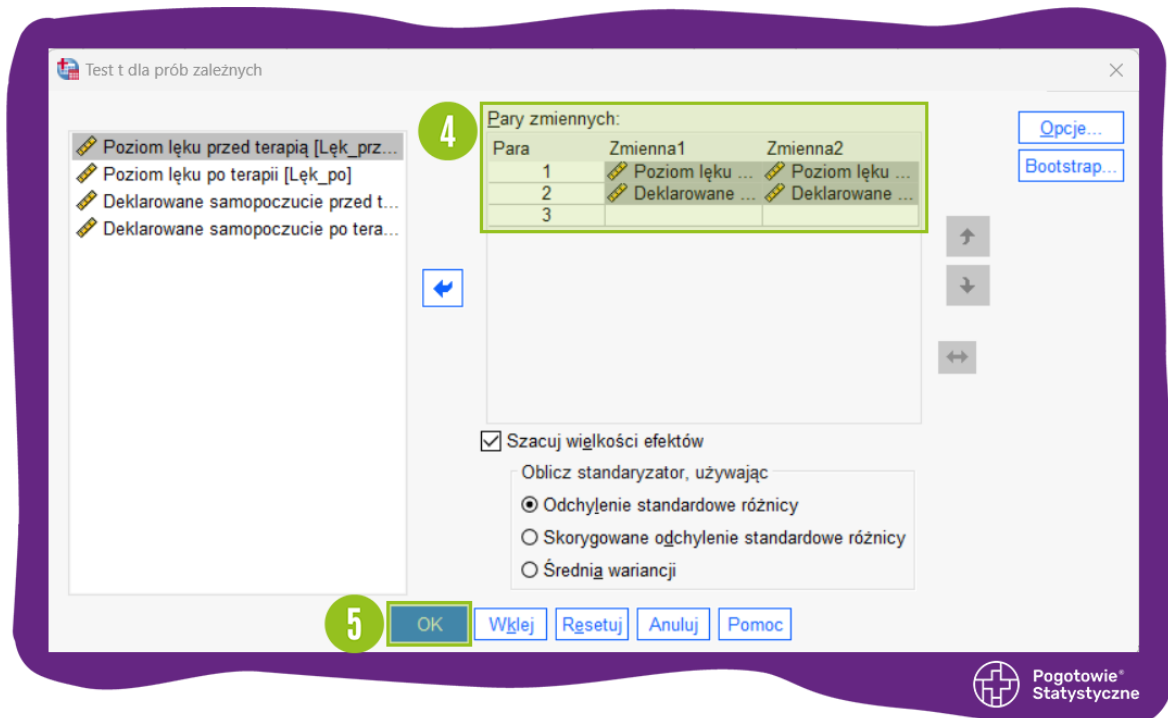 Test t dla prób zależnych
Poziom lęku przed terapią [Lęk_prz...
Poziom lęku po terapii [Lęk_po]
Deklarowane samopoczucie przed t...
Deklarowane samopoczucie po tera...
4
Pary zmiennych:
Para Zmienna1 Zmienna2
1 Poziom lęku ... Poziom lęku ...
2 Deklarowane ... Deklarowane ...
3
Opcje...
Bootstrap...
Szacuj wielkości efektów
Oblicz standaryzator, używając
Odchylenie standardowe różnicy
Skorygowane odchylenie standardowe różnicy
Średnia wariancji
5
OK Wklej Resetuj Anuluj Pomoc
Pogotowie®
Statystyczne